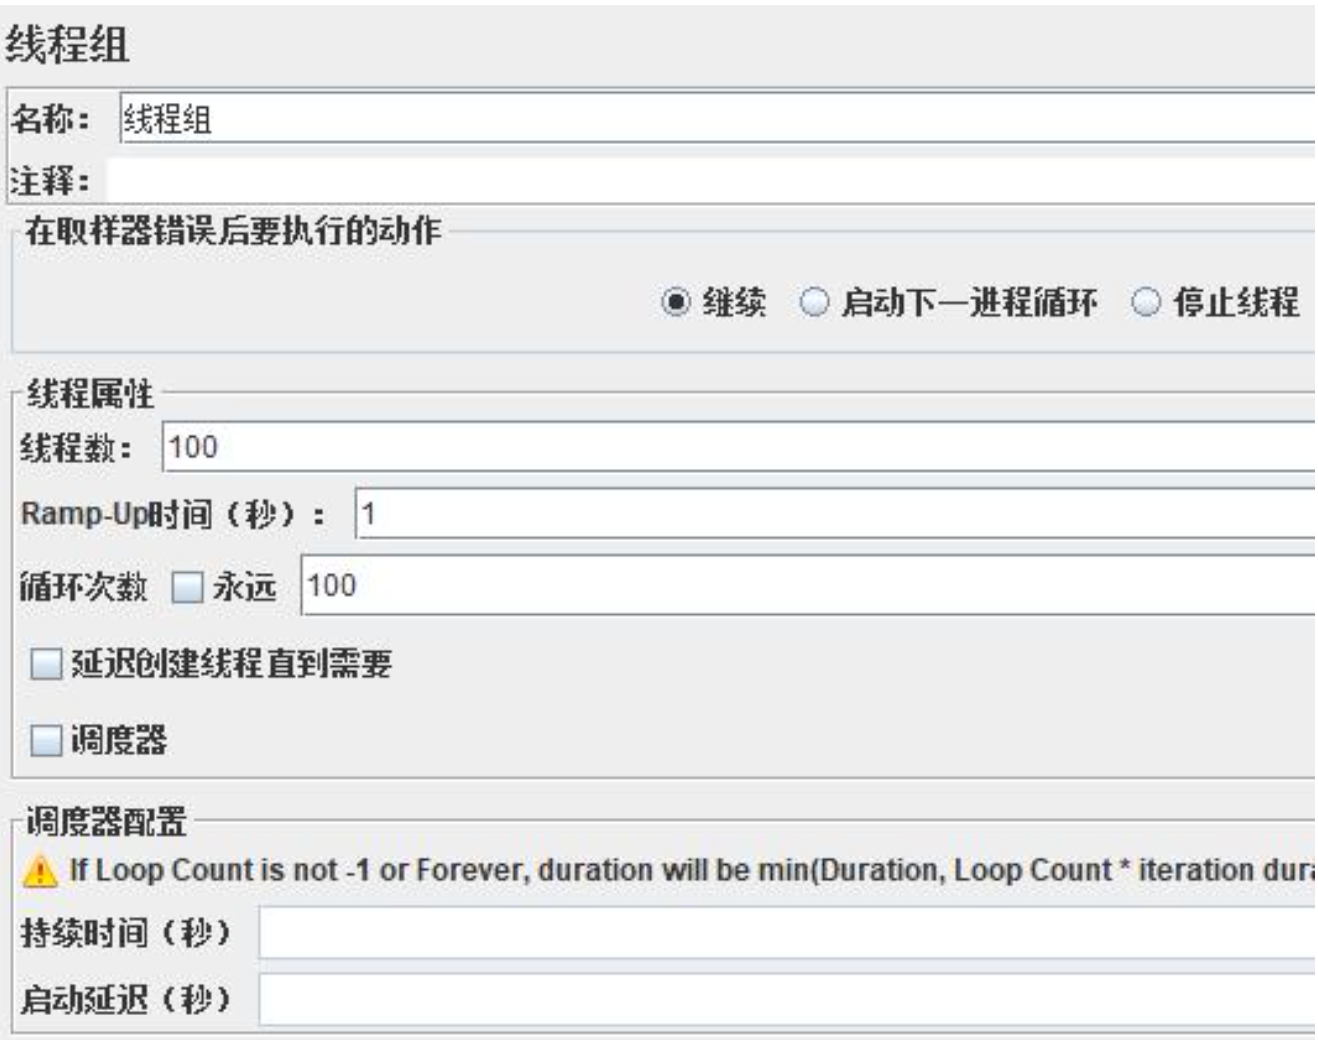 线程组
名称： 线程组
注释：
在取样器错误后要执行的动作
继续 启动下一进程循环 停止线程
线程属性
线程数： 100
Ramp-Up时间（秒）： 1
循环次数 永远 100
延迟创建线程直到需要
调度器
调度器配置
If Loop Count is not -1 or Forever, duration will be min(Duration, Loop Count * iteration dura
持续时间（秒）
启动延迟（秒）